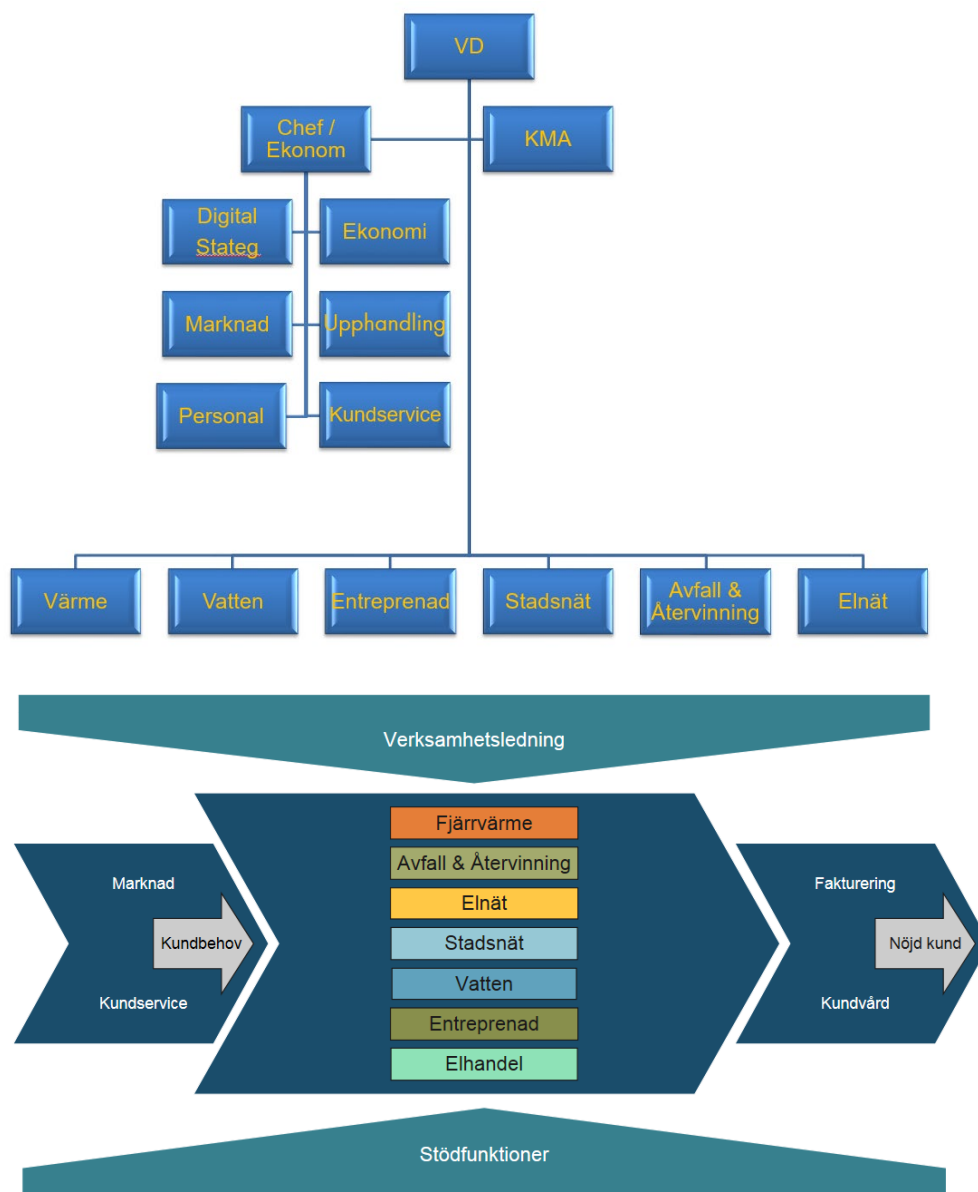 VD
Chef /
Ekonom
KMA
Digital
Stateg
Ekonomi
Marknad
Upphandling
Personal
Kundservice
Värme
Vatten
Entreprenad
Stadsnät
Avfall &
Återvinning
Elnät
Verksamhetsledning
Marknad
Kundbehov
Kundservice
Fjärrvärme
Avfall & Återvinning
Elnät
Stadsnät
Vatten
Entreprenad
Elhandel
Fakturering
Nöjd kund
Kundvård
Stödfunktioner